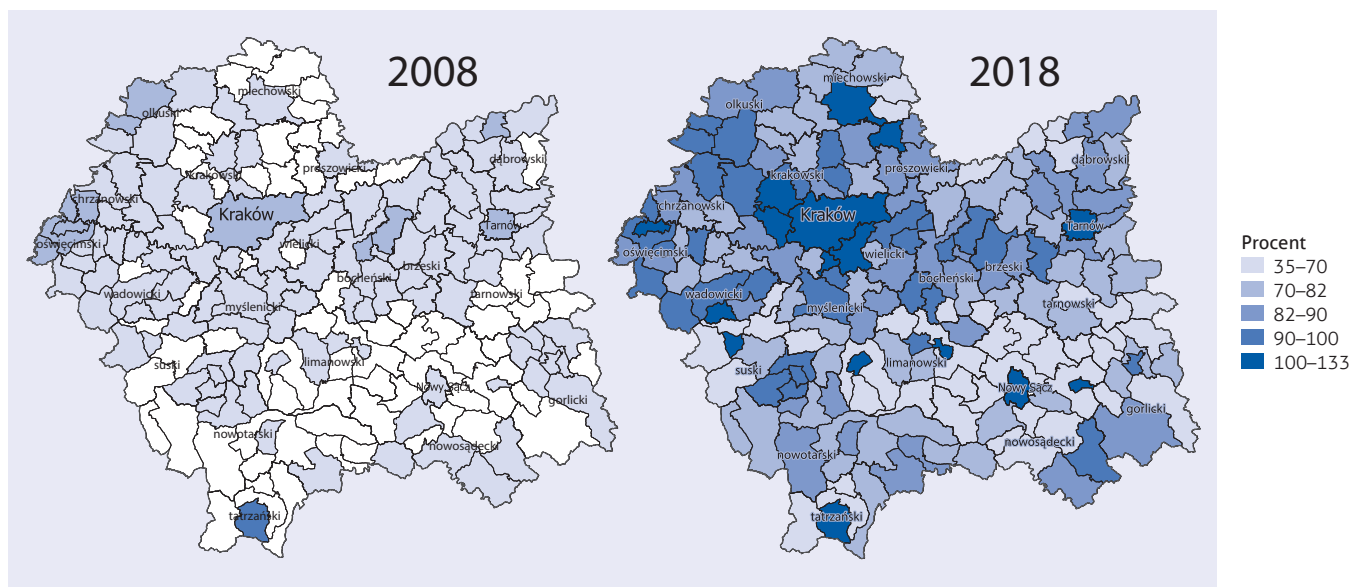 2008
miechowski
olkuski
dąbrowski
proszowicki
krakowski
chrzanowski
Kraków
Tarnów
oświęcimski
wielicki
brzeski
bocheński
wadowicki
tarnowski
myślenicki
suski
limanowski
Nowy Sącz
gorlicki
nowotarski
nowosądecki
tatrzański
2018
miechowski
olkuski
dąbrowski
proszowicki
krakowski
chrzanowski
Kraków
Tarnów
oświęcimski
wielicki
brzeski
bocheński
wadowicki
tarnowski
myślenicki
suski
limanowski
Nowy Sącz
gorlicki
nowosądecki
nowotarski
tatrzański
Procent
35–70
70–82
82–90
90–100
100–133